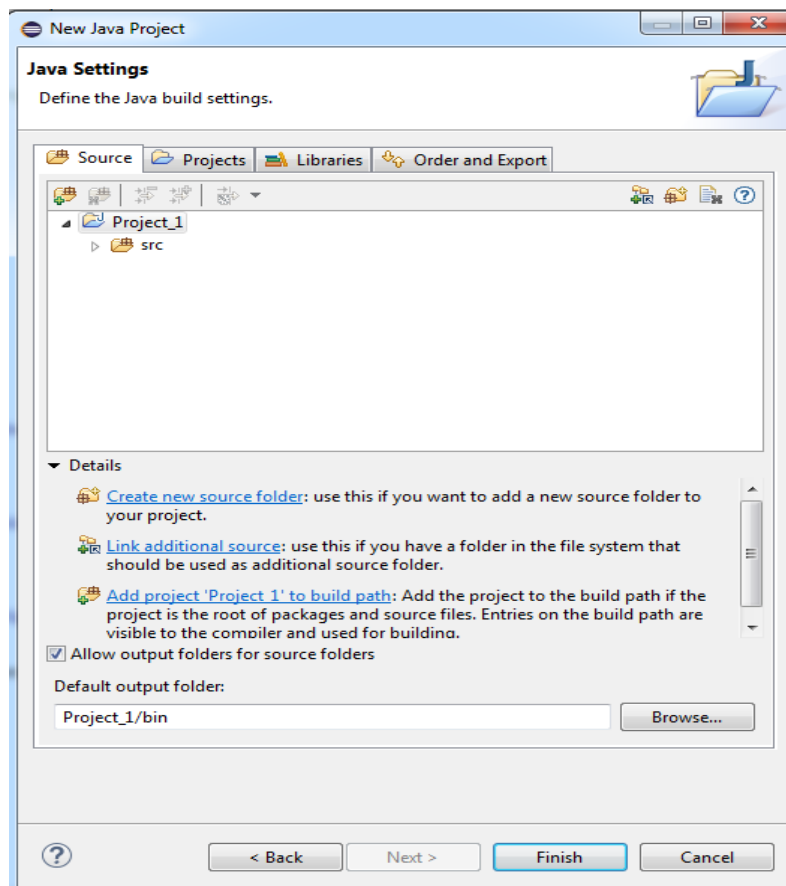 New Java Project
Java Settings
Define the Java build settings.
Source Projects Libraries Order and Export
Project_1
src
Details
Create new source folder: use this if you want to add a new source folder to
your project.
Link additional source: use this if you have a folder in the file system that
should be used as additional source folder.
Add project 'Project 1' to build path: Add the project to the build path if the
project is the root of packages and source files. Entries on the build path are
visible to the compiler and used for building.
Allow output folders for source folders
Default output folder:
Project_1/bin
Browse...
< Back Next > Finish Cancel